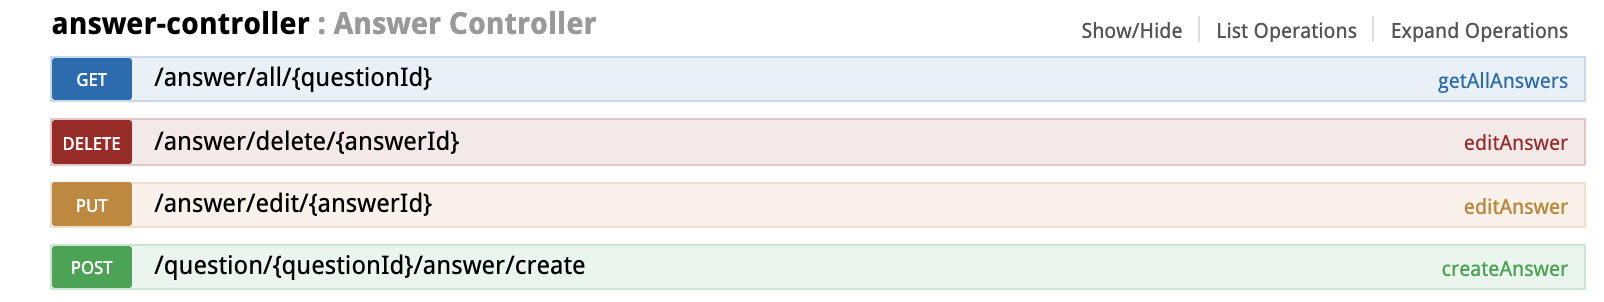 answer-controller : Answer Controller
Show/Hide List Operations Expand Operations
GET /answer/all/{questionId} getAllAnswers
DELETE /answer/delete/{answerId} editAnswer
PUT /answer/edit/{answerId} editAnswer
POST /question/{questionId}/answer/create createAnswer